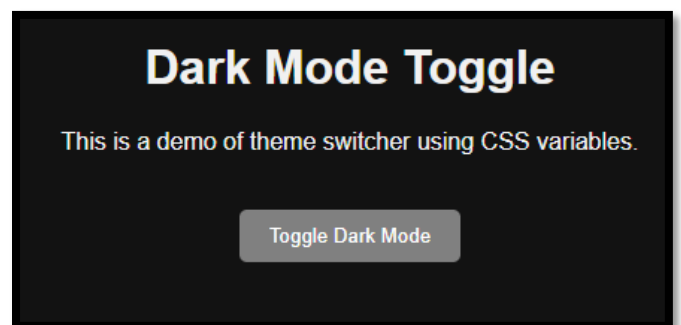 Dark Mode Toggle
This is a demo of theme switcher using CSS variables.
Toggle Dark Mode